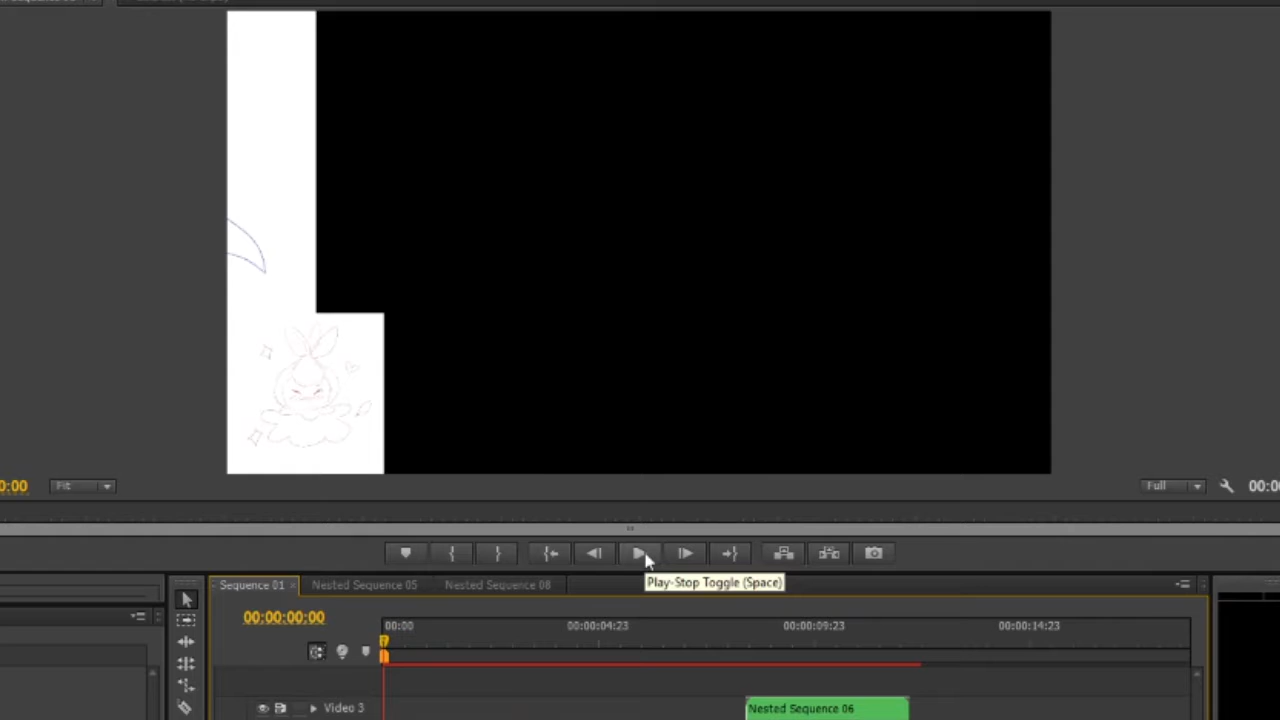 0:00
Fit
Full
00:00
Play-Stop Toggle (Space)
Sequence 01
Nested Sequence 05
Nested Sequence 08
00:00:00:00
00:00
00:00:04:23
00:00:09:23
00:00:14:23
Video 3
Nested Sequence 06